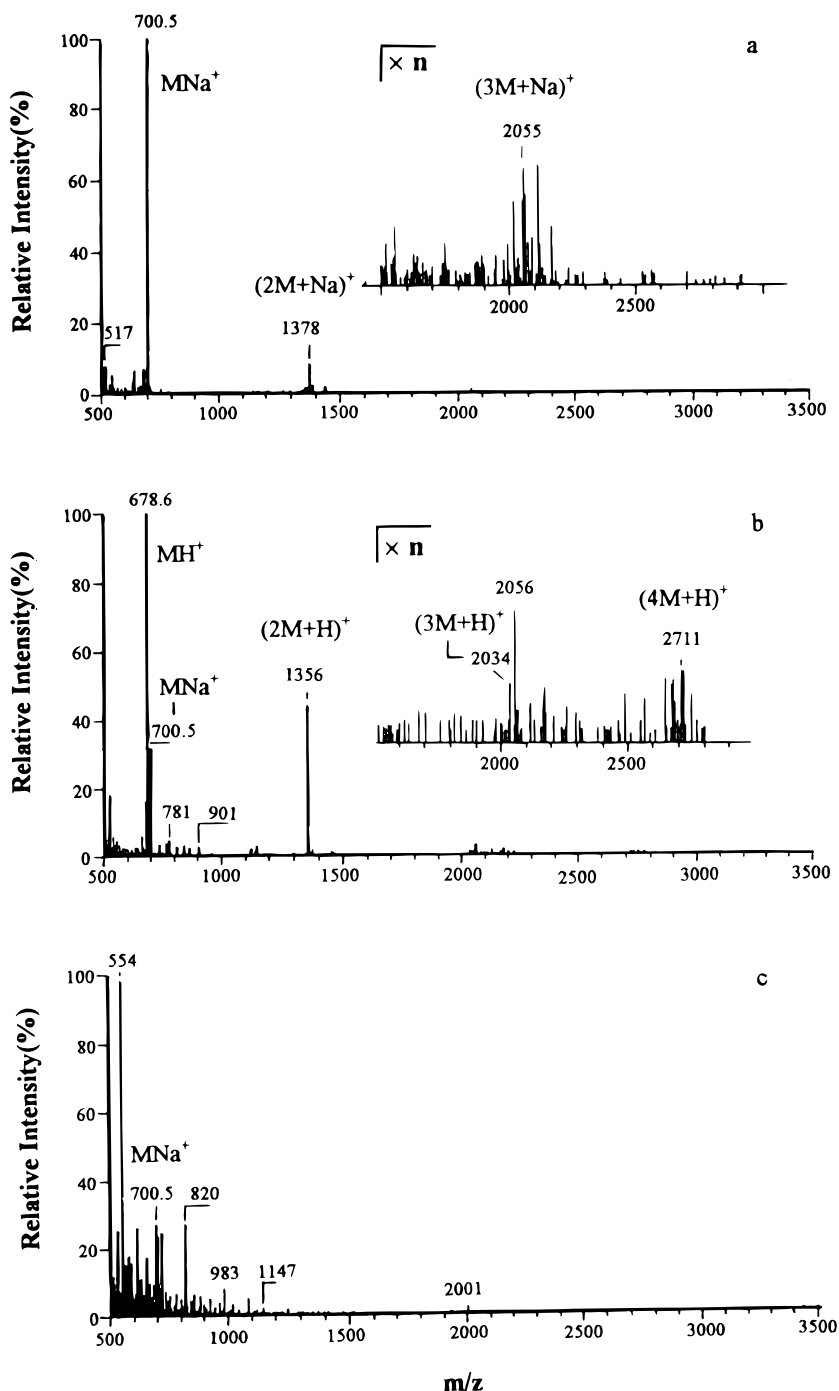 700.5
a
100
× n
MNa+
(3M+Na)+
80
2055
60
40
(2M+Na)+
2000 2500
20
517
1378
0
500 1000 1500 2000 2500 3000 3500
Relative Intensity(%)
678.6
b
100
× n
MH+
2056
80
(4M+H)+
(3M+H)+
(2M+H)+
2711
60
2034
1356
MNa+
40
700.5
2000 2500
20
781 901
0
500 1000 1500 2000 2500 3000 3500
Relative Intensity(%)
554
c
100
80
60
MNa+
40
700.5 820
20
983 1147
2001
0
500 1000 1500 2000 2500 3000 3500
Relative Intensity(%)
m/z